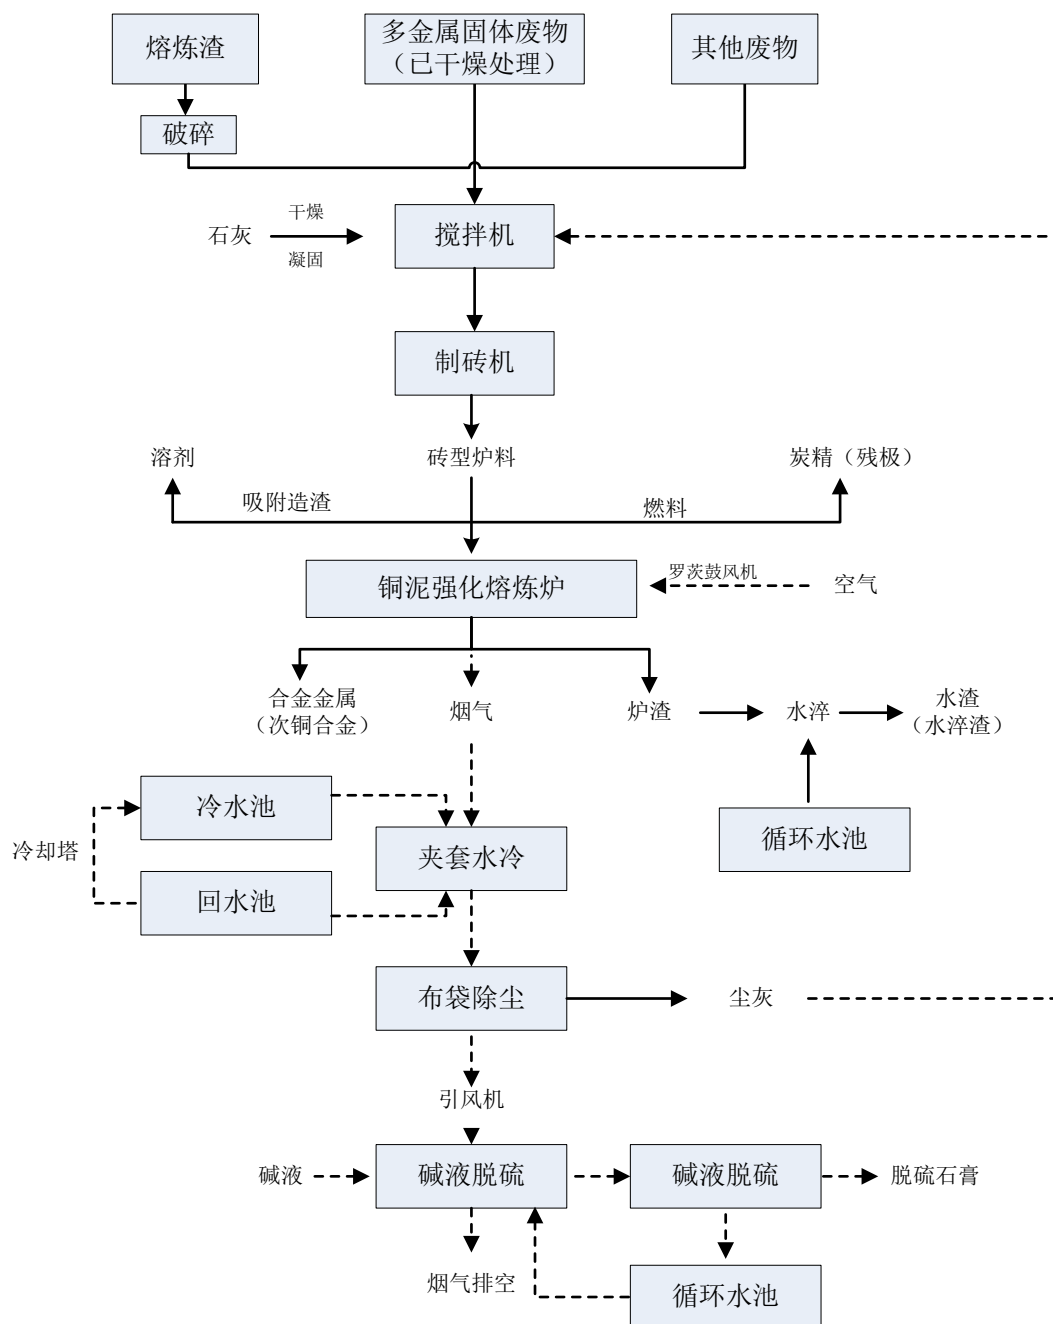 熔炼渣
多金属固体废物
（已干燥处理）
其他废物
破碎
石灰
干燥
凝固
搅拌机
制砖机
溶剂
砖型炉料
炭精（残极）
吸附造渣
燃料
铜泥强化熔炼炉
罗茨鼓风机
空气
合金金属
（次铜合金）
烟气
炉渣
水淬
水渣
（水淬渣）
冷水池
冷却塔
夹套水冷
循环水池
回水池
布袋除尘
尘灰
引风机
碱液
碱液脱硫
碱液脱硫
脱硫石膏
烟气排空
循环水池